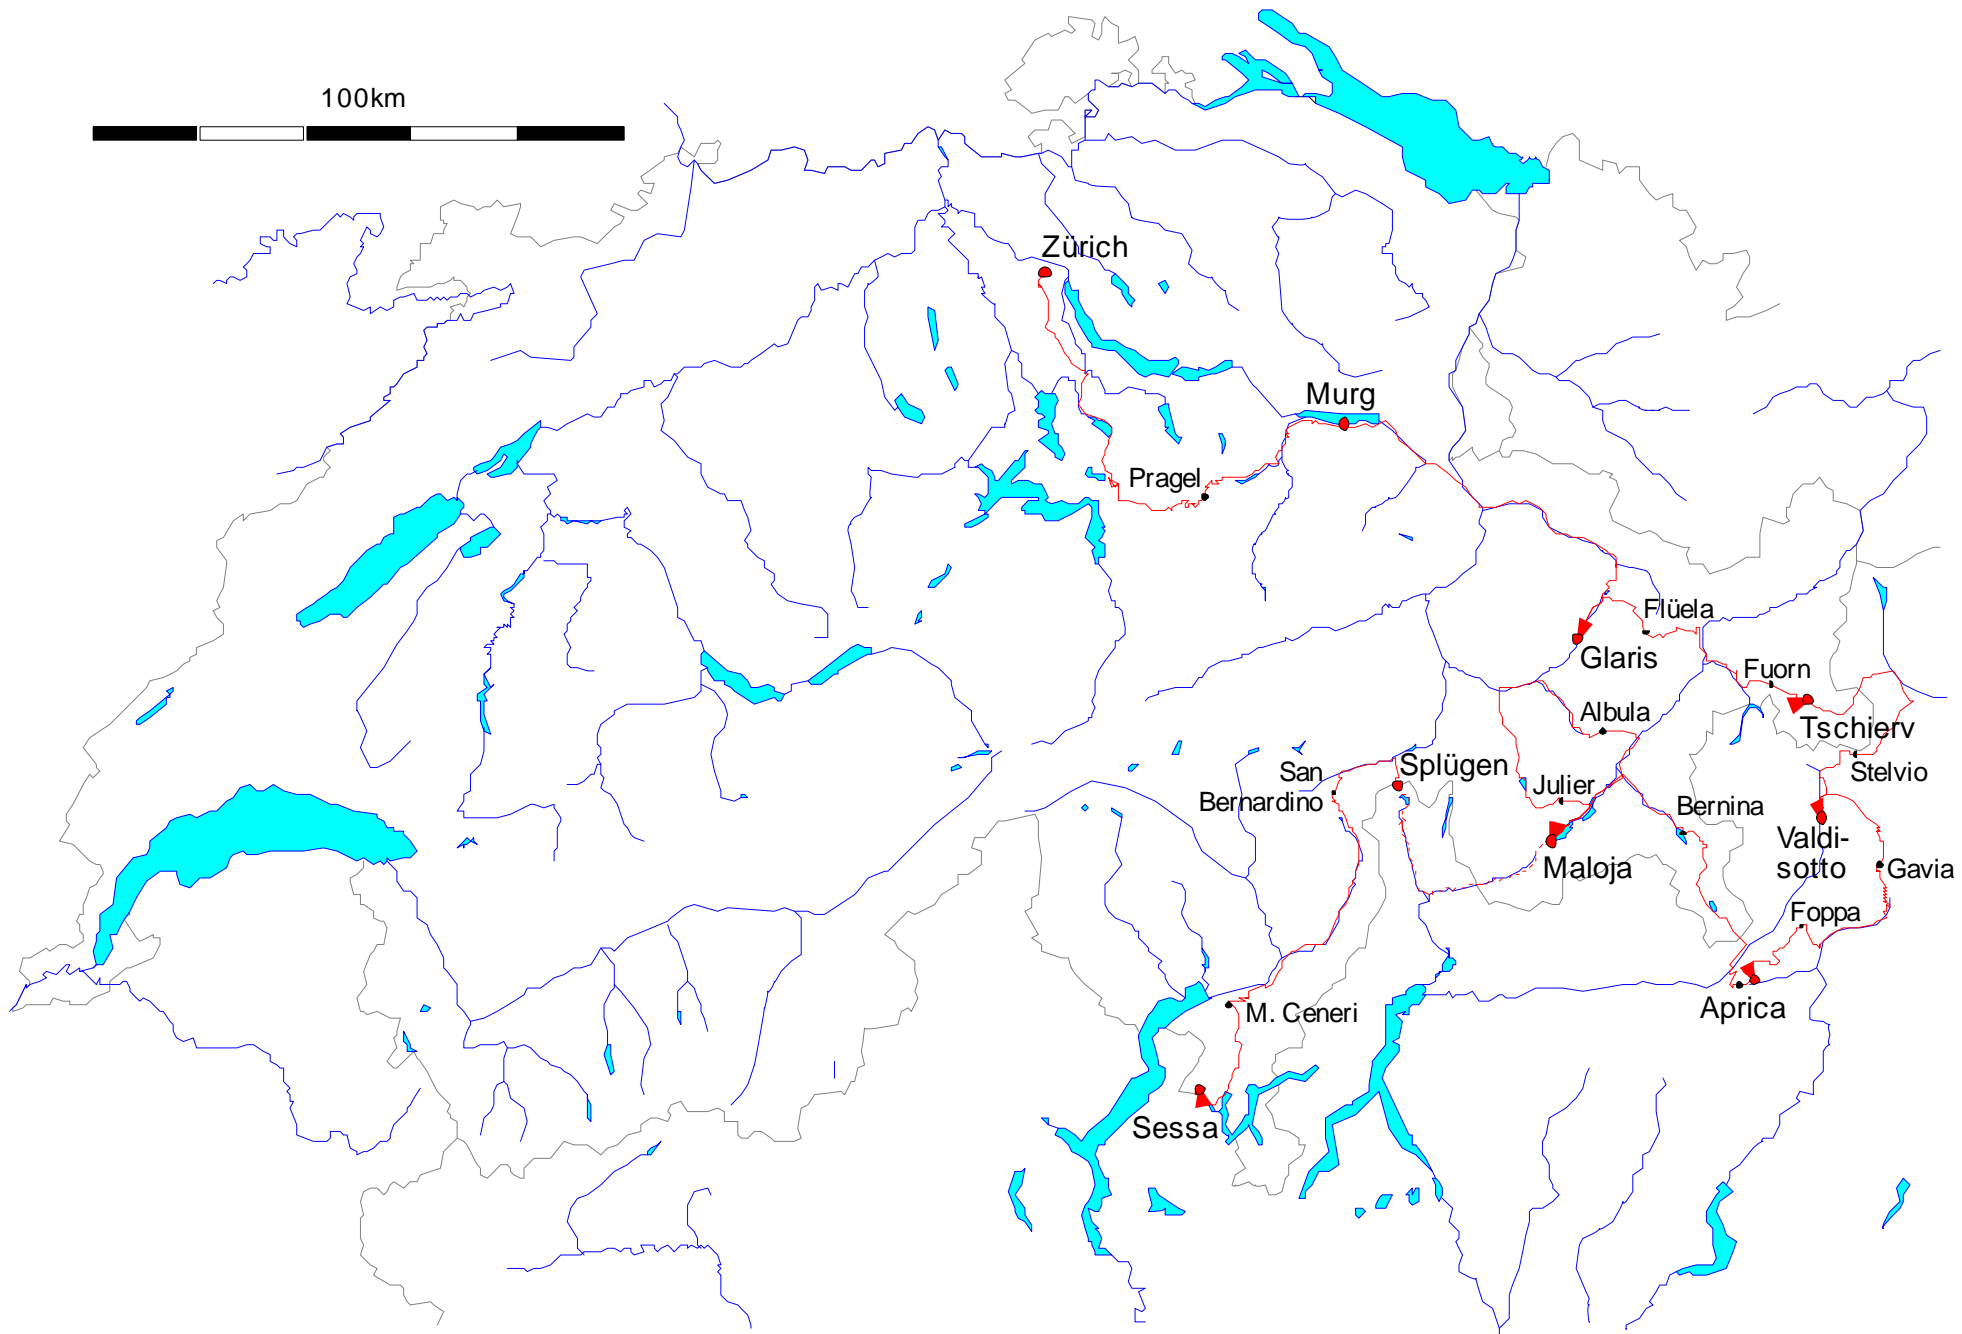 100km
Zürich
Murg
Pragel
Flüela
Glaris
Fuorn
Albula
Tschierv
San
Bernardino
Splügen
Julier
Stelvio
Bernina
Valdi-
sotto
Maloja
Gavia
Foppa
Aprica
M. Ceneri
Sessa